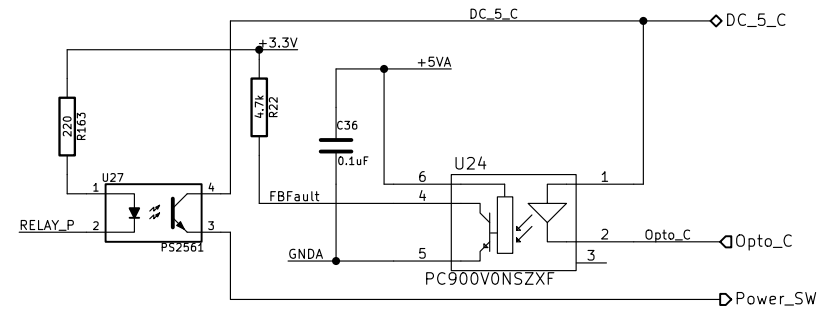 DC_5_C
DC_5_C
+3.3V
+5VA
4.7k
R22
220
R163
C36
0.1uF
U24
U27
6
1
1
4
FBFault
4
RELAY_P
2
3
2
Opto_C
Opto_C
PS2561
GNDA
5
3
PC900V0NSZXF
Power_SW